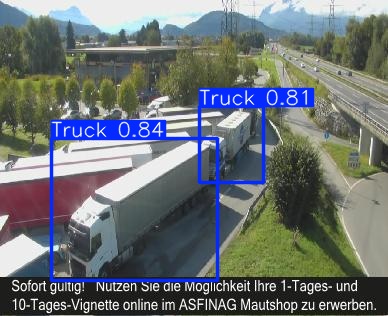 Truck 0.81
Truck 0.84
Sofort gültig! Nutzen Sie die Möglichkeit Ihre 1-Tages- und
10-Tages-Vignette online im ASFINAG Mautshop zu erwerben.